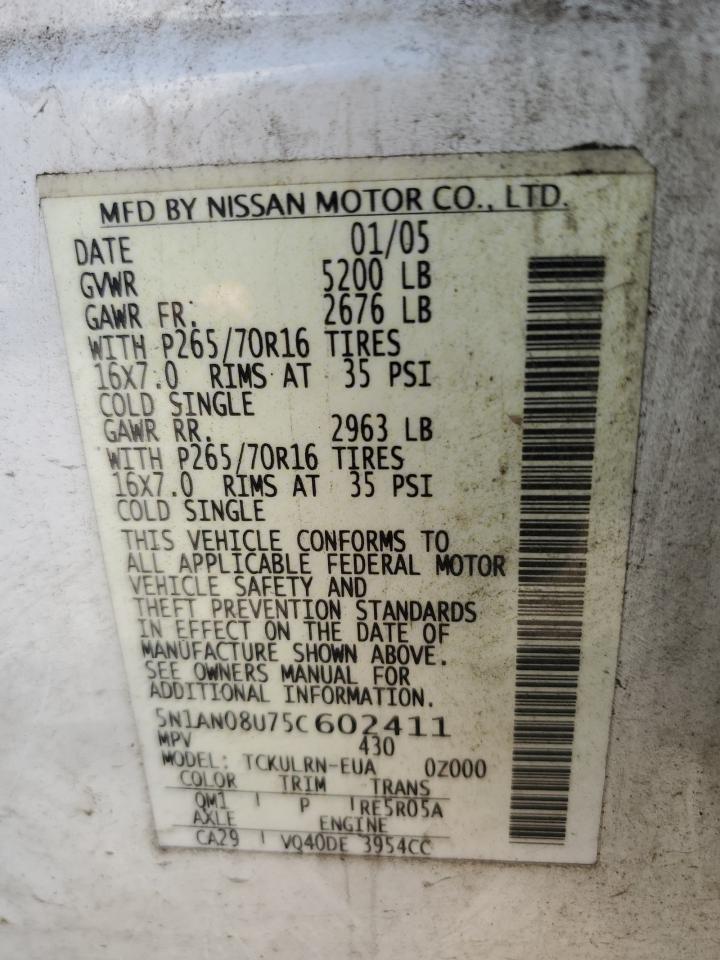 MFD BY NISSAN MOTOR CO., LTD.
DATE 01/05
GVWR 5200 LB
GAWR FR. 2676 LB
WITH P265/70R16 TIRES
16X7.0 RIMS AT 35 PSI
COLD SINGLE
GAWR RR. 2963 LB
WITH P265/70R16 TIRES
16X7.0 RIMS AT 35 PSI
COLD SINGLE
THIS VEHICLE CONFORMS TO
ALL APPLICABLE FEDERAL MOTOR
VEHICLE SAFETY AND
THEFT PREVENTION STANDARDS
IN EFFECT ON THE DATE OF
MANUFACTURE SHOWN ABOVE.
SEE OWNERS MANUAL FOR
ADDITIONAL INFORMATION.
5N1AN08U75C602411
MPV 430
MODEL: TCKULRN-EUA 0Z000
COLOR TRIM TRANS
QM1 P RE5R05A
AXLE ENGINE
CA29 VQ40DE 3954CC